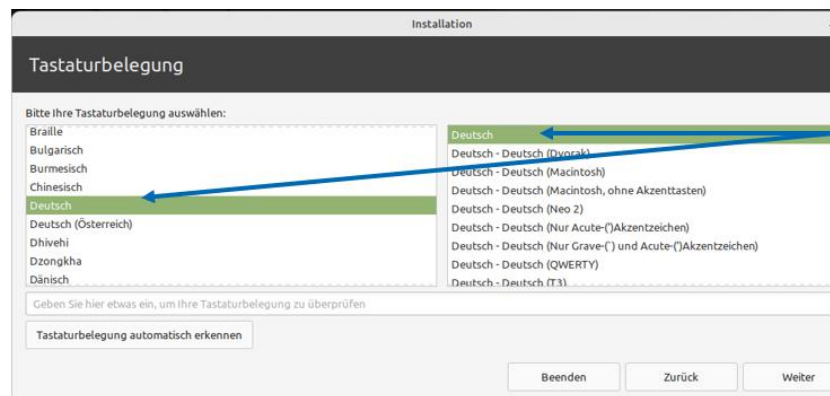 Installation
Tastaturbelegung
Bitte Ihre Tastaturbelegung auswählen:
Braille
Bulgarisch
Burmesisch
Chinesisch
Deutsch
Deutsch (Österreich)
Dhivehi
Dzongkha
Dänisch
Deutsch
Deutsch - Deutsch (Dvorak)
Deutsch - Deutsch (Macintosh)
Deutsch - Deutsch (Macintosh, ohne Akzenttasten)
Deutsch - Deutsch (Neo 2)
Deutsch - Deutsch (Nur Acute-(´)Akzentzeichen)
Deutsch - Deutsch (Nur Grave-(`) und Acute-(´)Akzentzeichen)
Deutsch - Deutsch (QWERTY)
Deutsch - Deutsch (T3)
Geben Sie hier etwas ein, um Ihre Tastaturbelegung zu überprüfen
Tastaturbelegung automatisch erkennen
Beenden Zurück Weiter